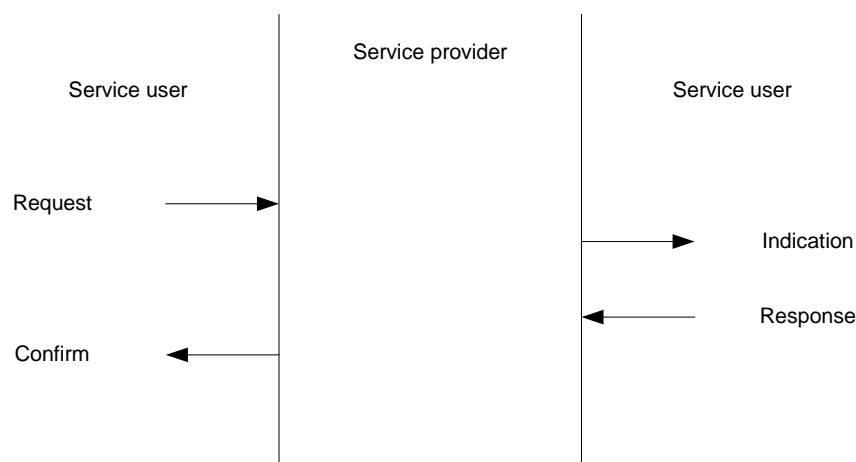 Service provider
Service user
Service user
Request
Indication
Response
Confirm